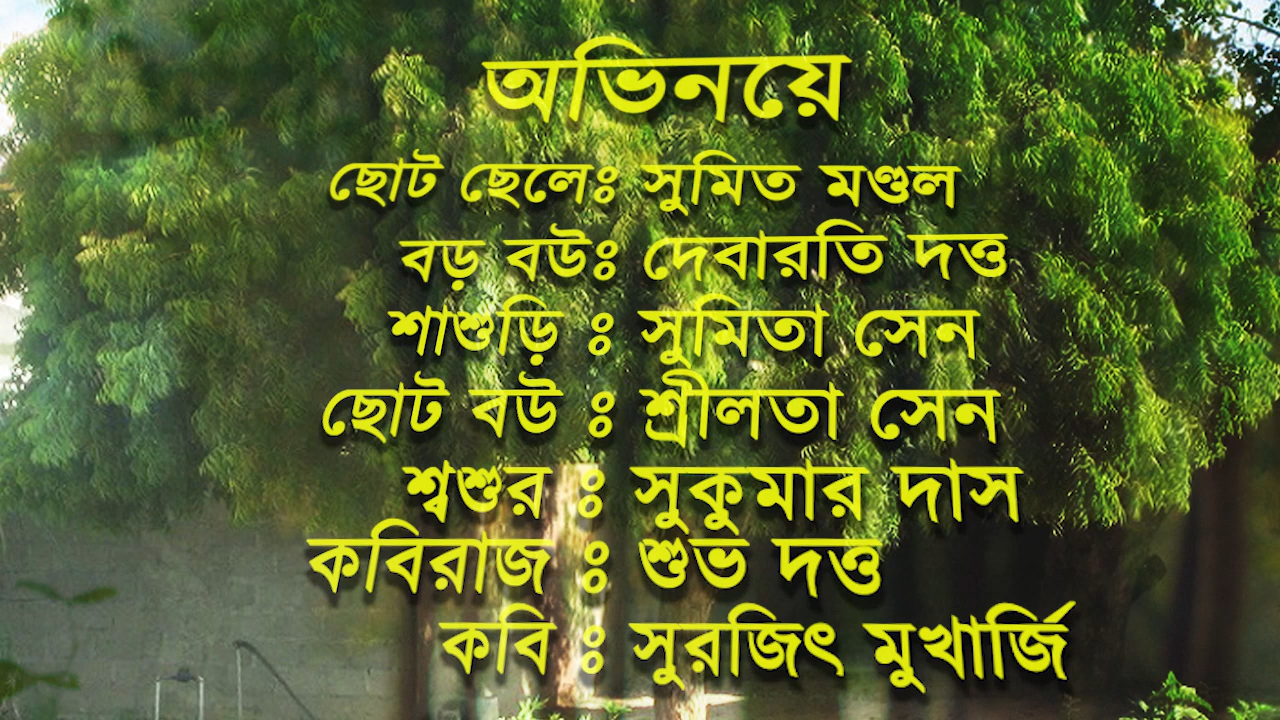 অভিনয়ে
ছোট ছেলেঃ সুমিত মণ্ডল
বড় বউঃ দেবারতি দত্ত
শাশুড়ি ঃ সুমিতা সেন
ছোট বউ ঃ শ্রীলতা সেন
শ্বশুর ঃ সুকুমার দাস
কবিরাজ ঃ শুভ দত্ত
কবি ঃ সুরজিৎ মুখার্জি